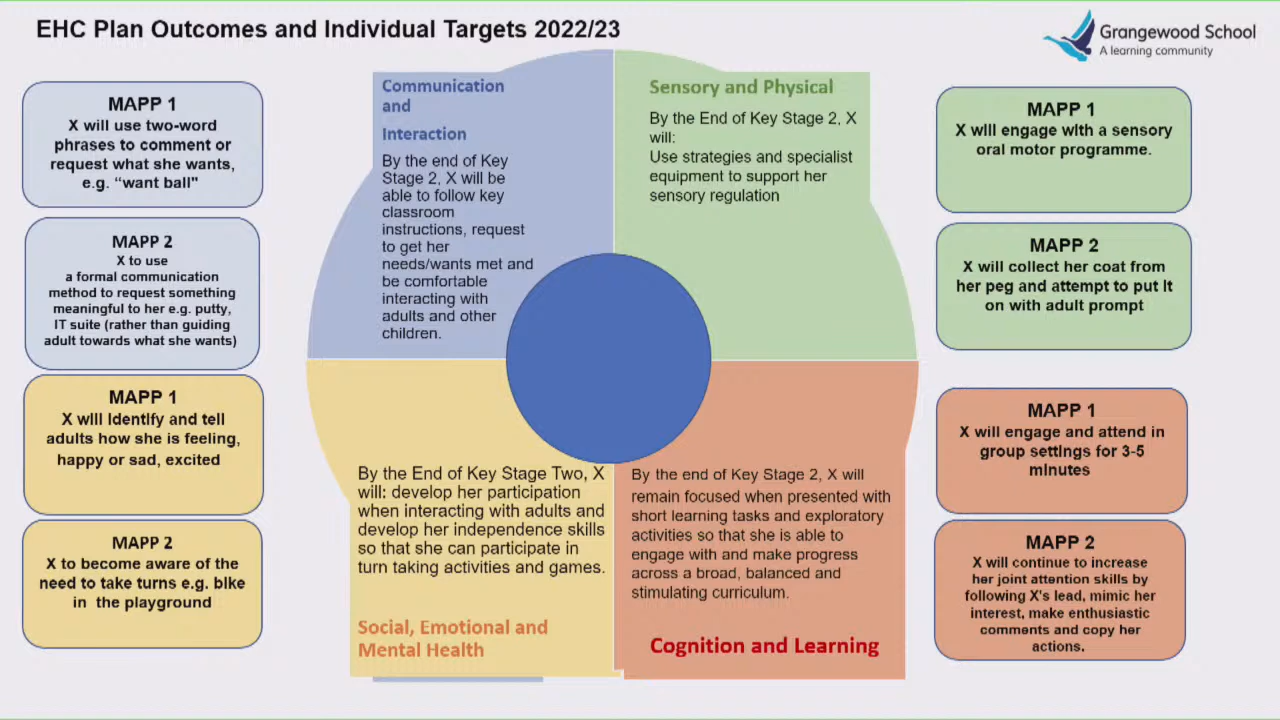 EHC Plan Outcomes and Individual Targets 2022/23
Grangewood School
A learning community
MAPP 1
X will use two-word
phrases to comment or
request what she wants,
e.g. “want ball"
MAPP 2
X to use
a formal communication
method to request something
meaningful to her e.g. putty,
IT suite (rather than guiding
adult towards what she wants)
MAPP 1
X will identify and tell
adults how she is feeling,
happy or sad, excited
MAPP 2
X to become aware of the
need to take turns e.g. bike
in the playground
Communication
and
Interaction
By the end of Key
Stage 2, X will be
able to follow key
classroom
instructions, request
to get her
needs/wants met and
be comfortable
interacting with
adults and other
children.
Sensory and Physical
By the End of Key Stage 2, X
will:
Use strategies and specialist
equipment to support her
sensory regulation
By the End of Key Stage Two, X
will: develop her participation
when interacting with adults and
develop her independence skills
so that she can participate in
turn taking activities and games.
Social, Emotional and
Mental Health
By the end of Key Stage 2, X will
remain focused when presented with
short learning tasks and exploratory
activities so that she is able to
engage with and make progress
across a broad, balanced and
stimulating curriculum.
Cognition and Learning
MAPP 1
X will engage with a sensory
oral motor programme.
MAPP 2
X will collect her coat from
her peg and attempt to put it
on with adult prompt
MAPP 1
X will engage and attend in
group settings for 3-5
minutes
MAPP 2
X will continue to increase
her joint attention skills by
following X's lead, mimic her
interest, make enthusiastic
comments and copy her
actions.